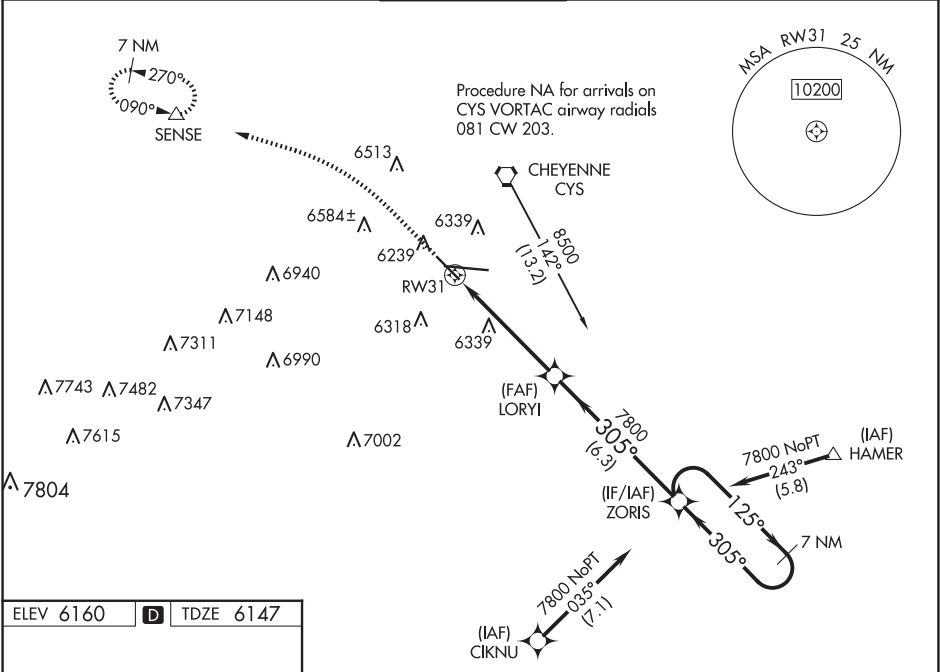 7 NM
270°
090°
SENSE
MSA RW31 25 NM
10200
Procedure NA for arrivals on
CYS VORTAC airway radials
081 CW 203.
CHEYENNE
CYS
8500
142°
(13.2)
6513
6584±
6339
6239
6940
RW31
7148
6318
6339
7311
6990
7743
7482
7347
7615
7002
7804
(FAF)
LORYI
7800
305°
(6.3)
(IF/IAF)
ZORIS
7800 NoPT
243°
(5.8)
(IAF)
HAMER
125°
305°
7 NM
7800 NoPT
035°
(7.1)
(IAF)
CIKNU
ELEV 6160 D TDZE 6147